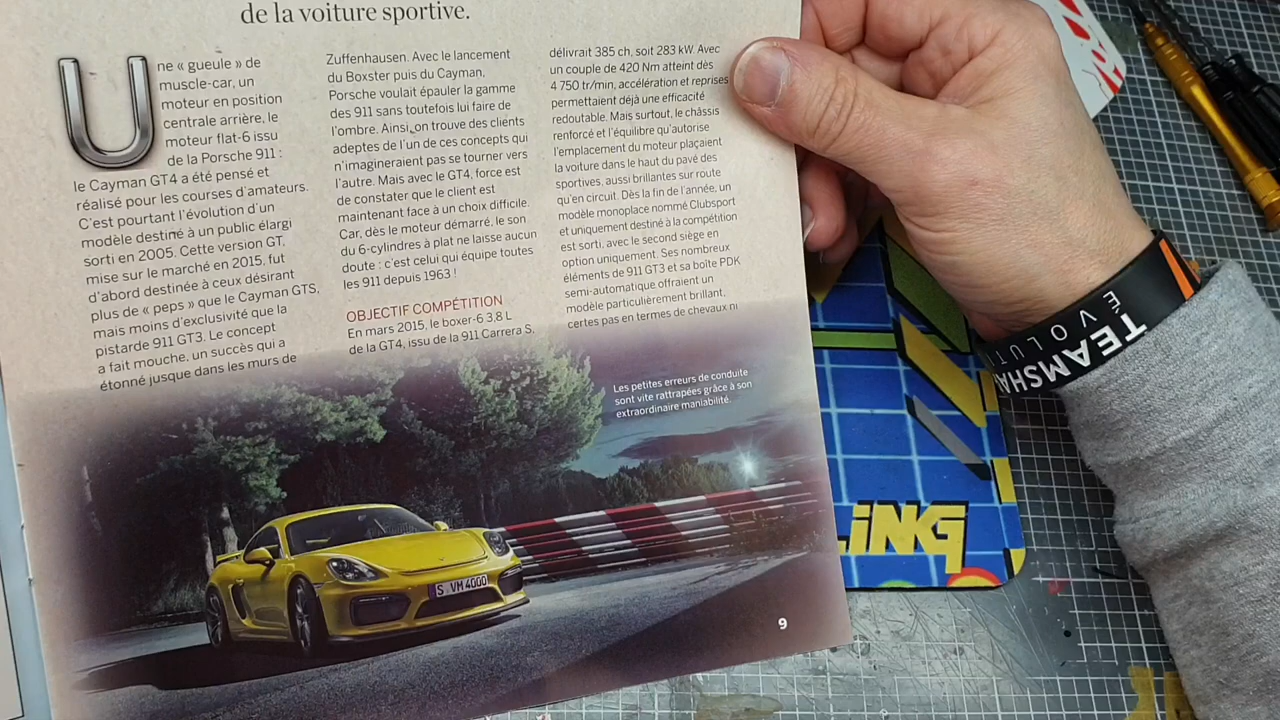 de la voiture sportive.
Une « gueule » de
muscle-car, un
moteur en position
centrale arrière, le
moteur flat-6 issu
de la Porsche 911 :
le Cayman GT4 a été pensé et
réalisé pour les courses d'amateurs.
C'est pourtant l'évolution d'un
modèle destiné à un public élargi
sorti en 2005. Cette version GT,
mise sur le marché en 2015, fut
d'abord destinée à ceux désirant
plus de « peps » que le Cayman GTS,
mais moins d'exclusivité que la
pistarde 911 GT3. Le concept
a fait mouche, un succès qui a
étonné jusque dans les murs de
Zuffenhausen. Avec le lancement
du Boxster puis du Cayman,
Porsche voulait épauler la gamme
des 911 sans toutefois lui faire de
l'ombre. Ainsi, on trouve des clients
adeptes de l'un de ces concepts qui
n'imagineraient pas se tourner vers
l'autre. Mais avec le GT4, force est
de constater que le client est
maintenant face à un choix difficile.
Car, dès le moteur démarré, le son
du 6-cylindres à plat ne laisse aucun
doute : c'est celui qui équipe toutes
les 911 depuis 1963 !
OBJECTIF COMPÉTITION
En mars 2015, le boxer-6 3,8 L
de la GT4, issu de la 911 Carrera S,
délivrait 385 ch, soit 283 kW. Avec
un couple de 420 Nm atteint dès
4 750 tr/min, accélération et reprises
permettaient déjà une efficacité
redoutable. Mais surtout, le châssis
renforcé et l'équilibre qu'autorise
l'emplacement du moteur plaçaient
la voiture dans le haut du pavé des
sportives, aussi brillantes sur route
qu'en circuit. Dès la fin de l'année, un
modèle monoplace nommé Clubsport
et uniquement destiné à la compétition
est sorti, avec le second siège en
option uniquement. Ses nombreux
éléments de 911 GT3 et sa boîte PDK
semi-automatique offraient un
modèle particulièrement brillant,
certes pas en termes de chevaux ni
Les petites erreurs de conduite
sont vite rattrapées grâce à son
extraordinaire maniabilité.
S VM 4000
9
LiNG
TEAMSHA
ÉVOLUTI